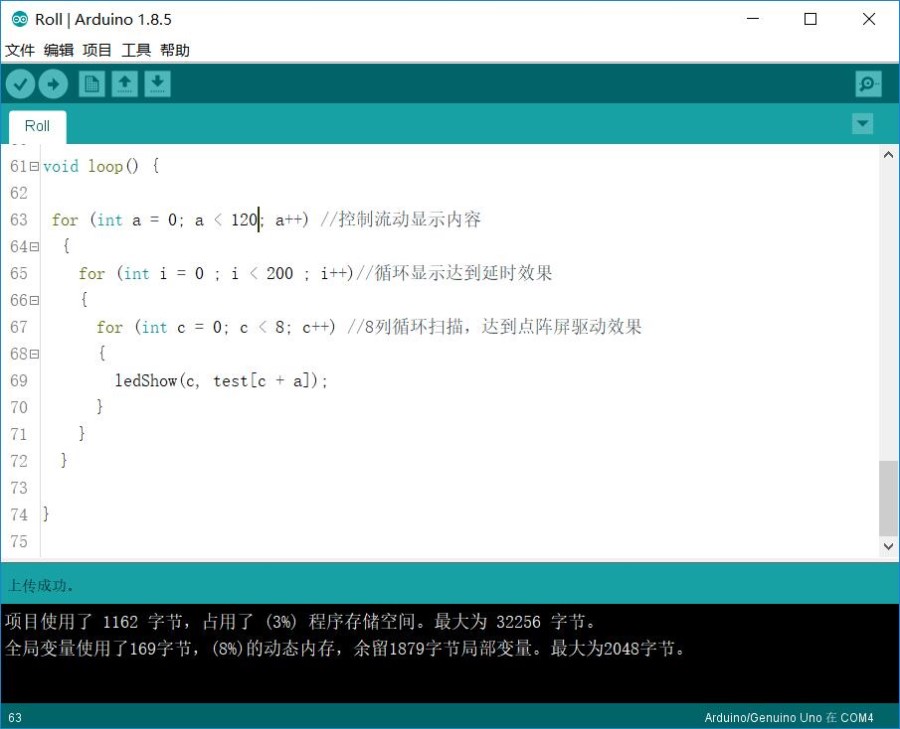 Roll | Arduino 1.8.5
文件 编辑 项目 工具 帮助
Roll
61 void loop() {
62
63 for (int a = 0; a < 120; a++) //控制流动显示内容
64 {
65 for (int i = 0 ; i < 200 ; i++)//循环显示达到延时效果
66 {
67 for (int c = 0; c < 8; c++) //8列循环扫描，达到点阵屏驱动效果
68 {
69 ledShow(c, test[c + a]);
70 }
71 }
72 }
73
74 }
75
上传成功。
项目使用了 1162 字节，占用了 (3%) 程序存储空间。最大为 32256 字节。
全局变量使用了169字节，(8%)的动态内存，余留1879字节局部变量。最大为2048字节。
63 Arduino/Genuino Uno 在 COM4